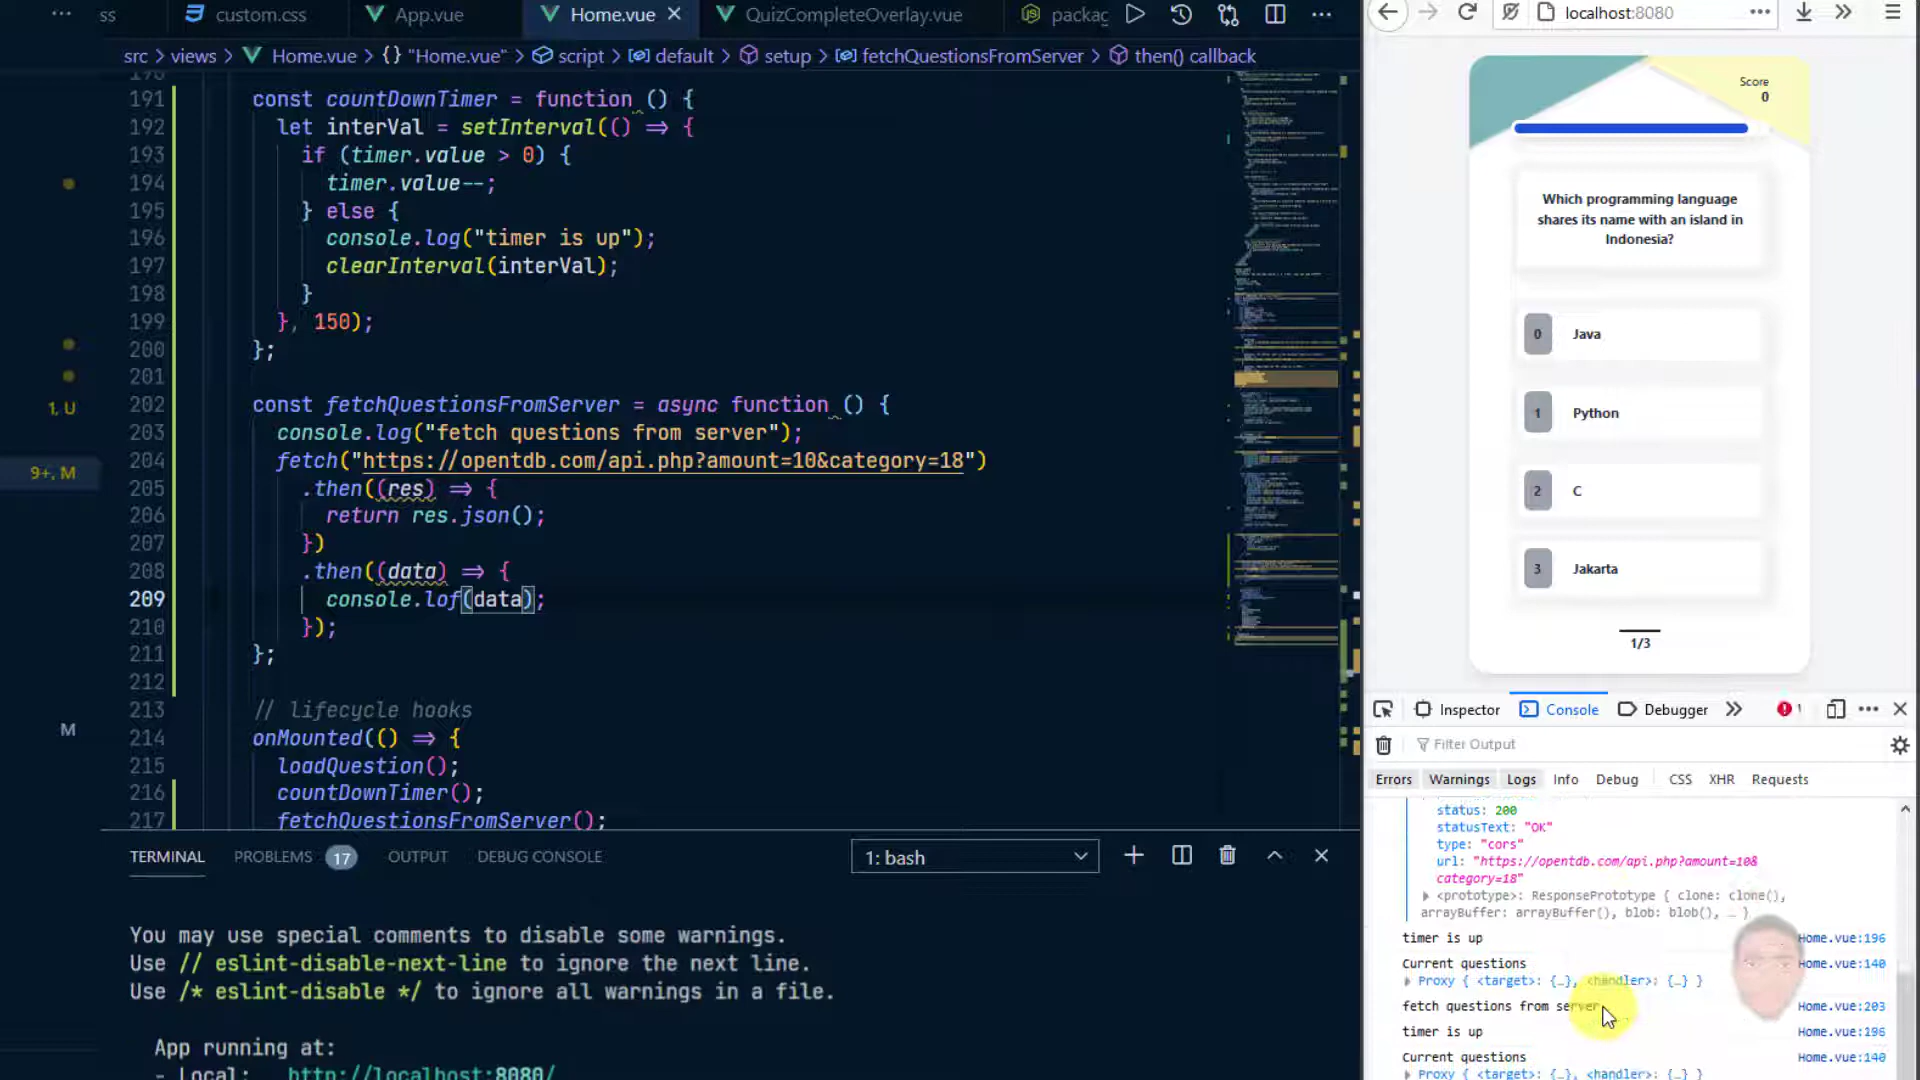 ss custom.css App.vue Home.vue QuizCompleteOverlay.vue packag
src views Home.vue {} "Home.vue" script default setup fetchQuestionsFromServer then() callback
191 const countDownTimer = function () {
192 let interVal = setInterval(() => {
193 if (timer.value > 0) {
194 timer.value--;
195 } else {
196 console.log("timer is up");
197 clearInterval(interVal);
198 }
199 }, 150);
200 };
201
202 const fetchQuestionsFromServer = async function () {
203 console.log("fetch questions from server");
204 fetch("https://opentdb.com/api.php?amount=10&category=18")
205 .then((res) => {
206 return res.json();
207 })
208 .then((data) => {
209 console.lof(data);
210 });
211 };
212
213 // lifecycle hooks
214 onMounted(() => {
215 loadQuestion();
216 countDownTimer();
217 fetchQuestionsFromServer();
1, U
9+, M
M
TERMINAL PROBLEMS 17 OUTPUT DEBUG CONSOLE 1: bash
You may use special comments to disable some warnings.
Use // eslint-disable-next-line to ignore the next line.
Use /* eslint-disable */ to ignore all warnings in a file.
App running at:
- Local: http://localhost:8080/
localhost:8080
Score
0
Which programming language
shares its name with an island in
Indonesia?
0 Java
1 Python
2 C
3 Jakarta
1/3
Inspector Console Debugger
Filter Output
Errors Warnings Logs Info Debug CSS XHR Requests
status: 200
statusText: "OK"
type: "cors"
url: "https://opentdb.com/api.php?amount=10&
category=18"
<prototype>: ResponsePrototype { clone: clone(),
arrayBuffer: arrayBuffer(), blob: blob(), … }
timer is up Home.vue:196
Current questions Home.vue:140
Proxy { <target>: {…}, <handler>: {…} }
fetch questions from server Home.vue:203
timer is up Home.vue:196
Current questions Home.vue:140
Proxy { <target>: {…}, <handler>: {…} }